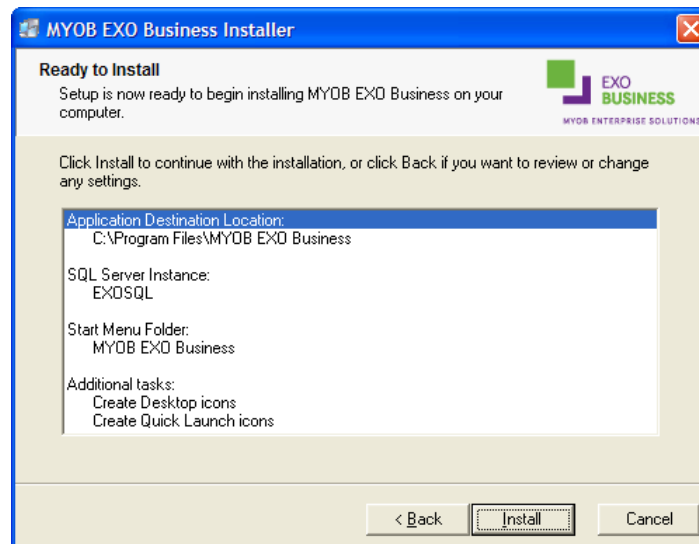 MYOB EXO Business Installer
Ready to Install
Setup is now ready to begin installing MYOB EXO Business on your
computer.
EXO
BUSINESS
MYOB ENTERPRISE SOLUTIONS
Click Install to continue with the installation, or click Back if you want to review or change
any settings.
Application Destination Location:
C:\Program Files\MYOB EXO Business
SQL Server Instance:
EXOSQL
Start Menu Folder:
MYOB EXO Business
Additional tasks:
Create Desktop icons
Create Quick Launch icons
< Back
Install
Cancel